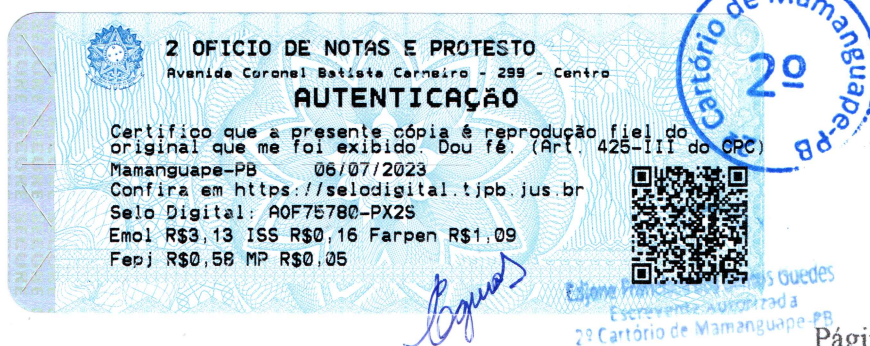 2 OFICIO DE NOTAS E PROTESTO
Avenida Coronel Batista Carneiro - 299 - Centro
AUTENTICAÇÃO
Certifico que a presente cópia é reprodução fiel do
original que me foi exibido. Dou fé. (Art. 425-III do CPC)
Mamanguape-PB 06/07/2023
Confira em https://selodigital.tjpb.jus.br
Selo Digital: AOF75780-PX2S
Emol R$3,13 ISS R$0,16 Farpen R$1,09
Fepj R$0,58 MP R$0,05
Cartório de Mamanguape-PB
2º
Guedes
Escrevente Autorizada
2º Cartório de Mamanguape-PB